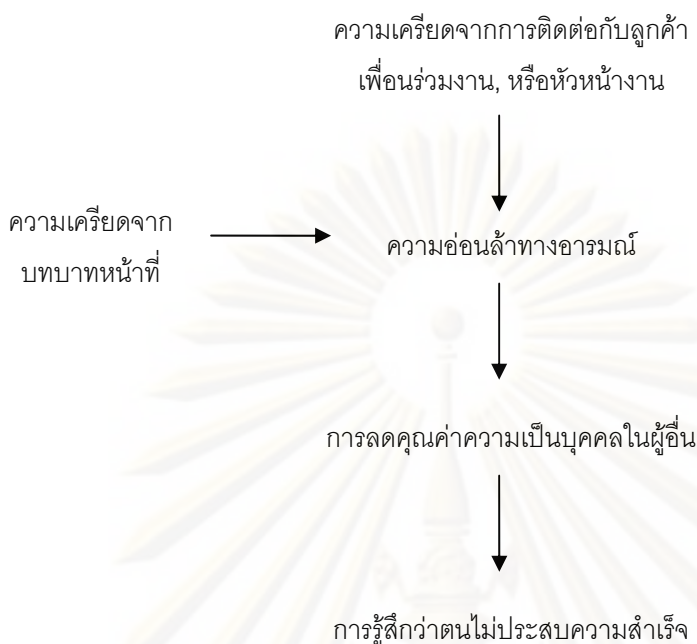 ความเครียดจากการติดต่อกับลูกค้า
เพื่อนร่วมงาน, หรือหัวหน้างาน
ความเครียดจาก
บทบาทหน้าที่
ความอ่อนล้าทางอารมณ์
การลดคุณค่าความเป็นบุคคลในผู้อื่น
การรู้สึกว่าตนไม่ประสบความสำเร็จ